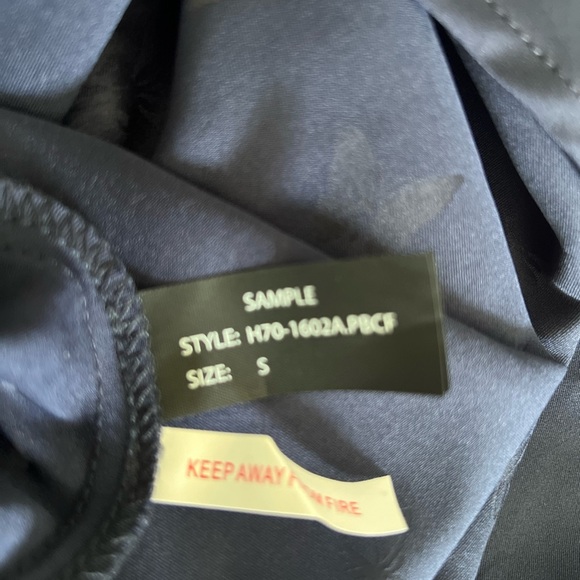 SAMPLE
STYLE: H70-1602A.PBCF
SIZE: S
KEEP AWAY FROM FIRE